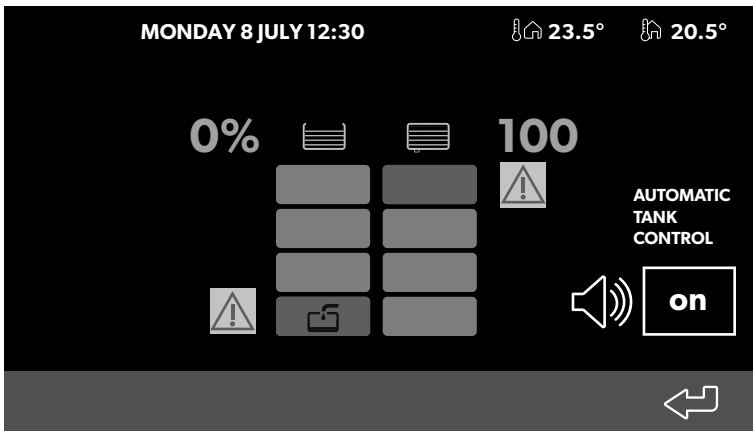 MONDAY 8 JULY 12:30
23.5°
20.5°
0%
100
AUTOMATIC
TANK
CONTROL
on